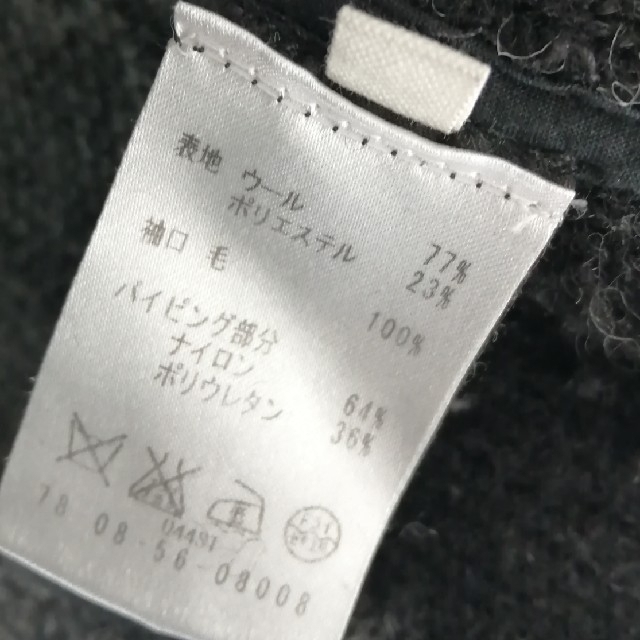 表地 ウール 77%
ポリエステル 23%
袖口 毛 100%
パイピング部分
ナイロン 64%
ポリウレタン 36%
04491
78 08-56-08008